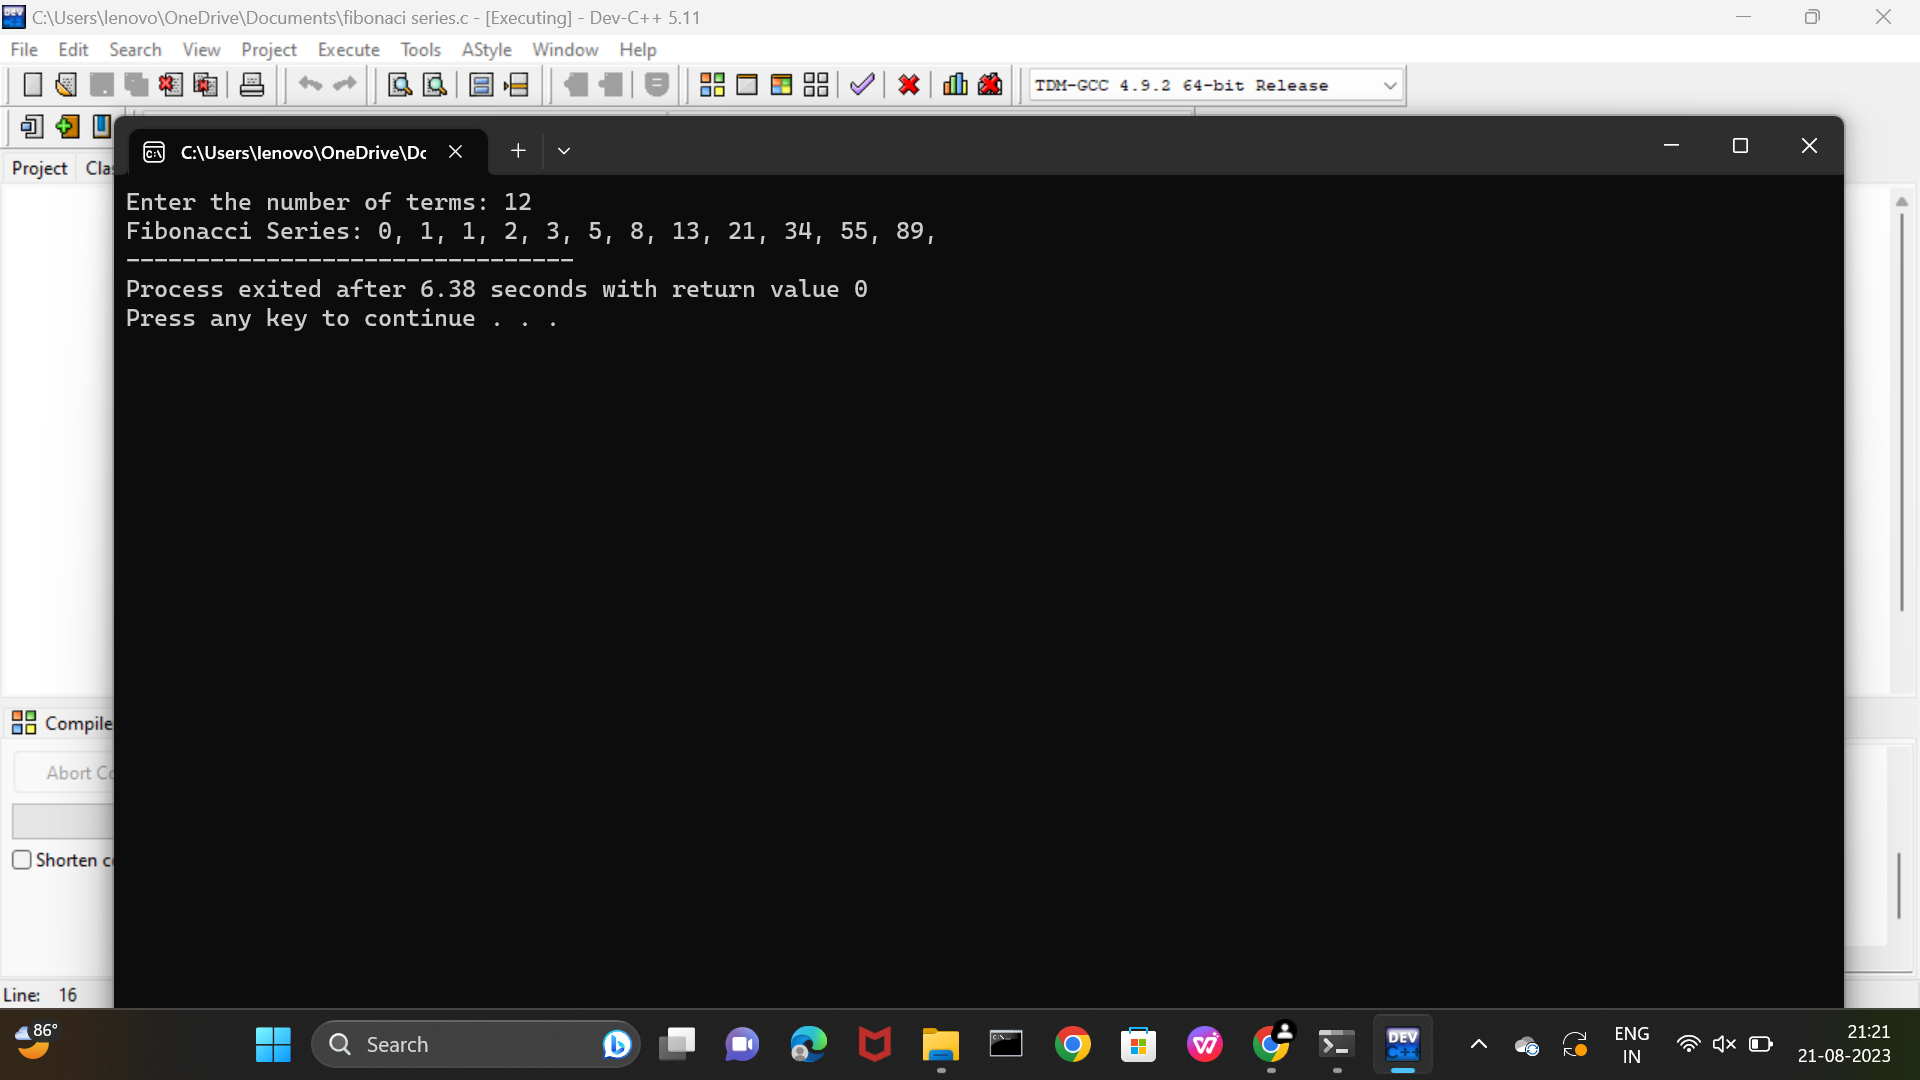 C:\Users\lenovo\OneDrive\Documents\fibonaci series.c - [Executing] - Dev-C++ 5.11
File Edit Search View Project Execute Tools AStyle Window Help
TDM-GCC 4.9.2 64-bit Release
C:\Users\lenovo\OneDrive\Dc
Project Clas
Enter the number of terms: 12
Fibonacci Series: 0, 1, 1, 2, 3, 5, 8, 13, 21, 34, 55, 89,
--------------------------------
Process exited after 6.38 seconds with return value 0
Press any key to continue . . .
Compile
Abort Co
Shorten co
Line: 16
86°
Search
DEV C++
ENG
IN
21:21
21-08-2023